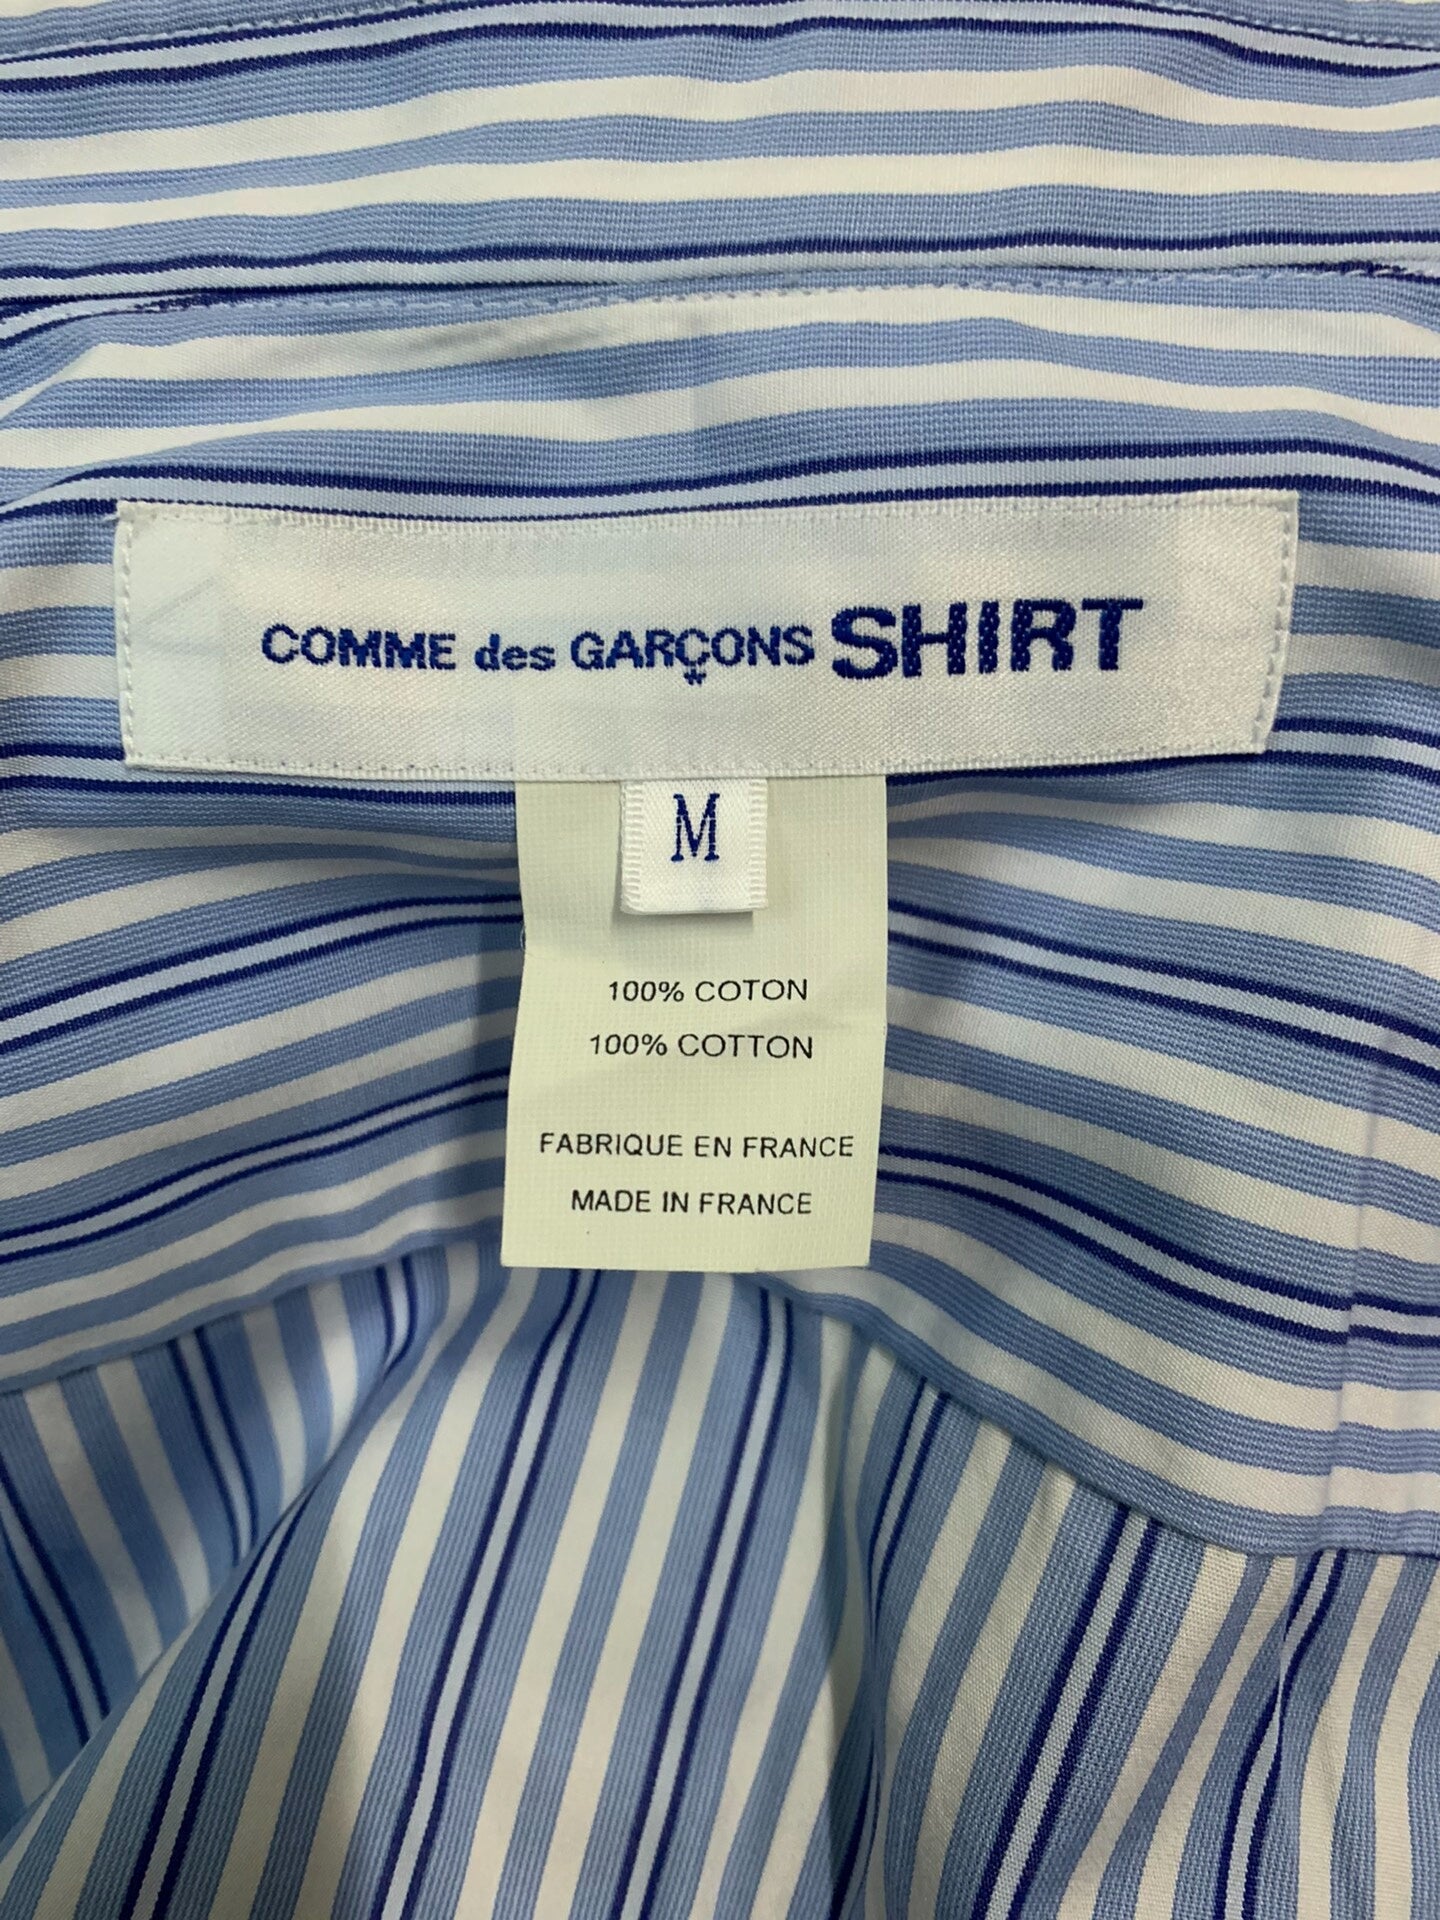 COMME des GARÇONS SHIRT
M
100% COTON
100% COTTON
FABRIQUE EN FRANCE
MADE IN FRANCE